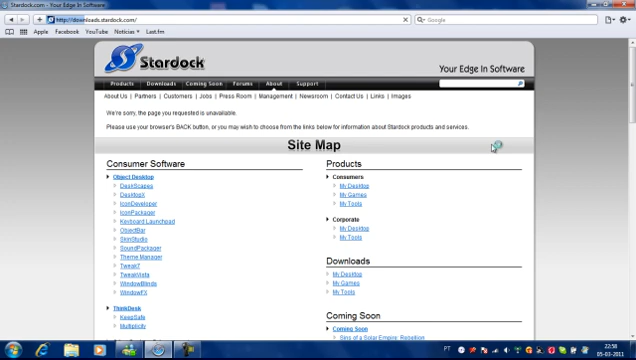 Stardock.com - Your Edge In Software
http://downloads.stardock.com/
Google
Apple Facebook YouTube Notícias Last.fm
Stardock
Your Edge In Software
Products Downloads Coming Soon Forums About Support
About Us | Partners | Customers | Jobs | Press Room | Management | Newsroom | Contact Us | Links | Images
We're sorry, the page you requested is unavailable.
Please use your browser's BACK button, or you may wish to choose from the links below for information about Stardock products and services.
Site Map
Consumer Software
Object Desktop
DeskScapes
DesktopX
IconDeveloper
IconPackager
Keyboard Launchpad
ObjectBar
SkinStudio
SoundPackager
Theme Manager
TweakVista
WindowBlinds
WindowFX
ThinkDesk
KeepSafe
Multiplicity
Products
Consumers
My Desktop
My Games
My Tools
Corporate
My Desktop
My Tools
Downloads
My Desktop
My Games
My Tools
Coming Soon
Coming Soon
Sins of a Solar Empire: Rebellion
PT
22:58
05-03-2011